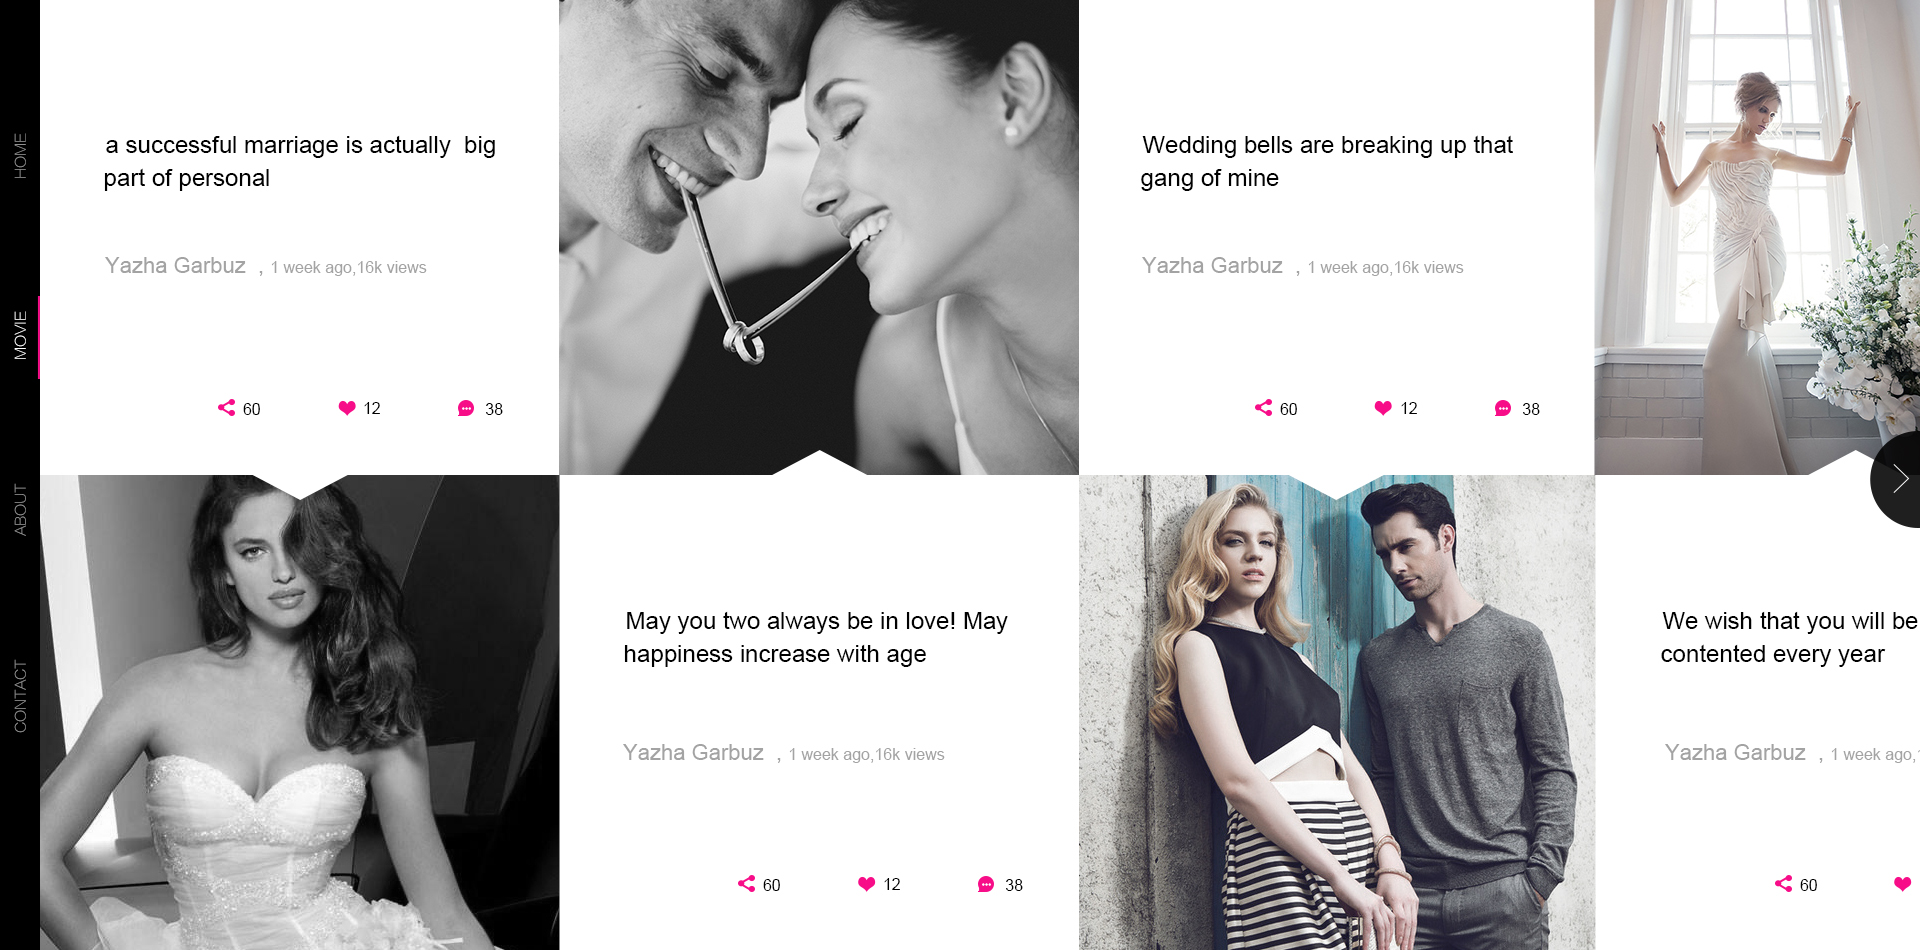 HOME
MOVIE
ABOUT
CONTACT
a successful marriage is actually  big
part of personal
Yazha Garbuz , 1 week ago,16k views
60 12 38
Wedding bells are breaking up that
gang of mine
Yazha Garbuz , 1 week ago,16k views
60 12 38
May you two always be in love! May
happiness increase with age
Yazha Garbuz , 1 week ago,16k views
60 12 38
We wish that you will be
contented every year
Yazha Garbuz , 1 week ago,
60